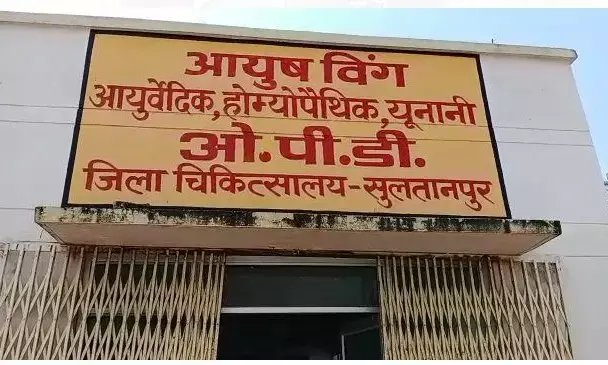 आयुष विंग
आयुर्वेदिक,होम्योपैथिक,यूनानी
ओ.पी.डी.
जिला चिकित्सालय-सुलतानपुर